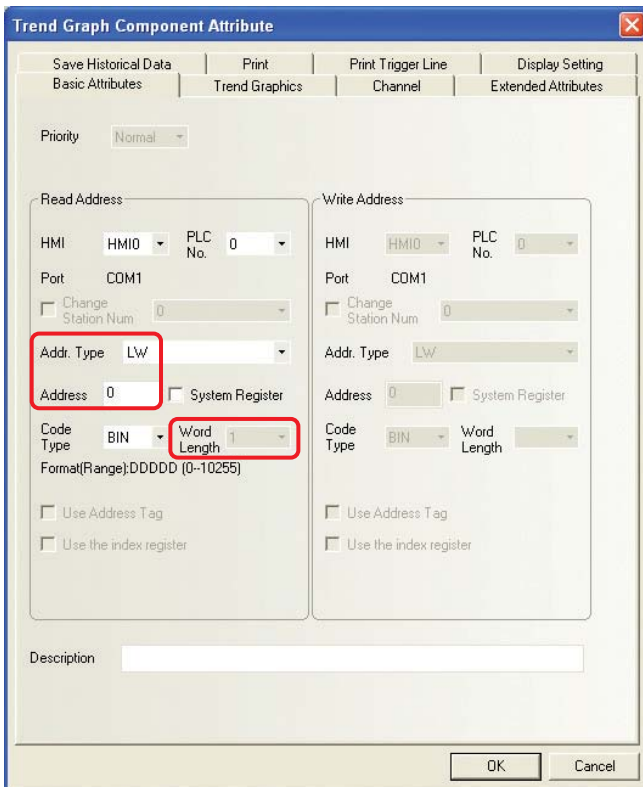 Trend Graph Component Attribute
Save Historical Data Print Print Trigger Line Display Setting
Basic Attributes Trend Graphics Channel Extended Attributes
Priority Normal
Read Address
HMI HMI0 PLC No. 0
Port COM1
Change Station Num 0
Addr. Type LW
Address 0 System Register
Code Type BIN Word Length 1
Format(Range):DDDDD (0--10255)
Use Address Tag
Use the index register
Write Address
HMI HMI0 PLC No. 0
Port COM1
Change Station Num 0
Addr. Type LW
Address 0 System Register
Code Type BIN Word Length
Use Address Tag
Use the index register
Description
OK Cancel